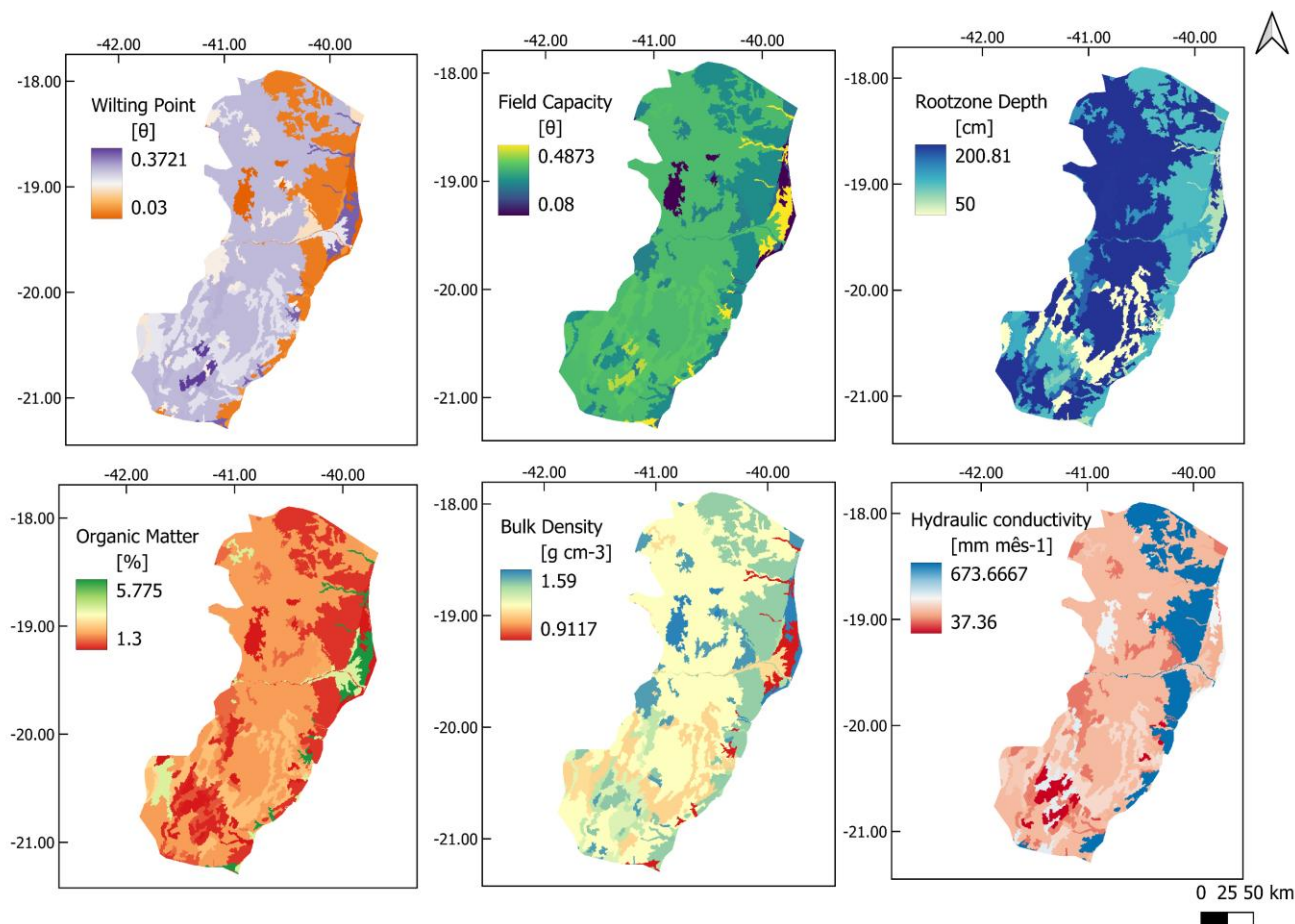 -42.00 -41.00 -40.00
-18.00
-19.00
-20.00
-21.00
Wilting Point
[θ]
0.3721
0.03
-42.00 -41.00 -40.00
-18.00
-19.00
-20.00
-21.00
Field Capacity
[θ]
0.4873
0.08
-42.00 -41.00 -40.00
-18.00
-19.00
-20.00
-21.00
Rootzone Depth
[cm]
200.81
50
-42.00 -41.00 -40.00
-18.00
-19.00
-20.00
-21.00
Organic Matter
[%]
5.775
1.3
-42.00 -41.00 -40.00
-18.00
-19.00
-20.00
-21.00
Bulk Density
[g cm-3]
1.59
0.9117
-42.00 -41.00 -40.00
-18.00
-19.00
-20.00
-21.00
Hydraulic conductivity
[mm mês-1]
673.6667
37.36
0 25 50 km